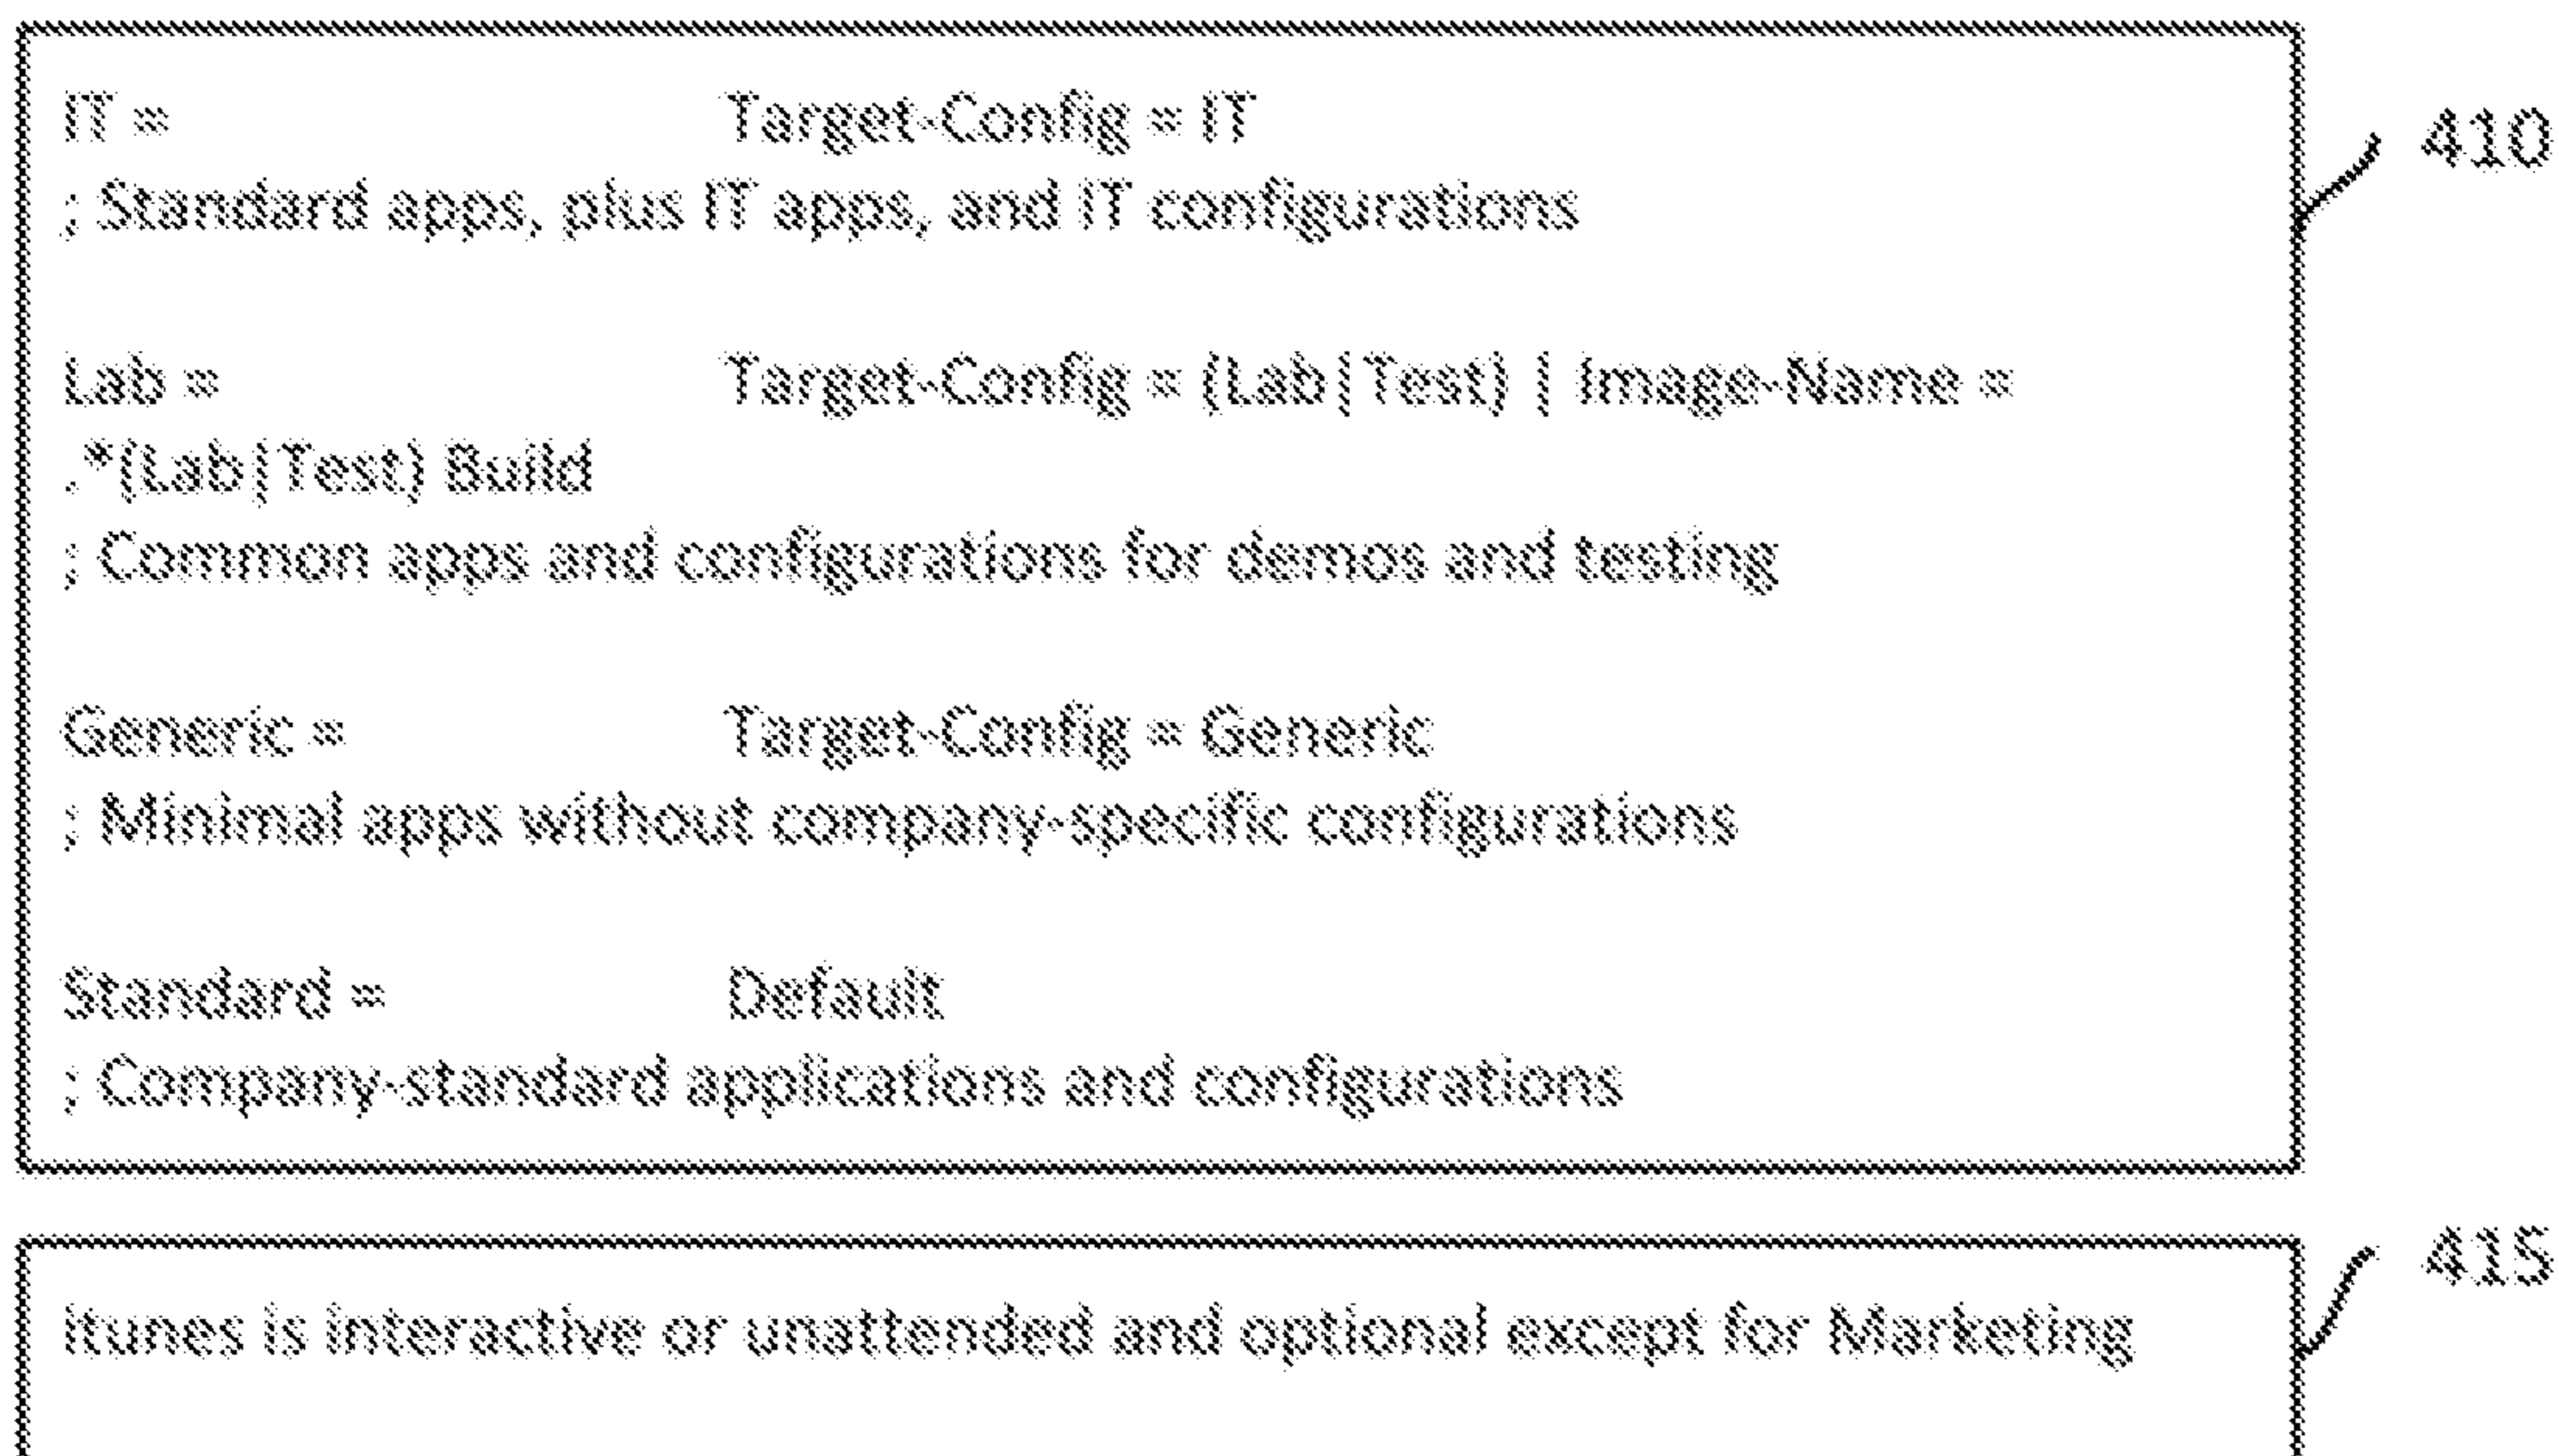 IT = Target-Config = IT
410
; Standard apps, plus IT apps, and IT configurations
Lab = Target-Config = (Lab|Test) | Image-Name =
.*(Lab|Test) Build
; Common apps and configurations for demos and testing
Generic = Target-Config = Generic
; Minimal apps without company-specific configurations
Standard = Default
; Company-standard applications and configurations
415
itunes is interactive or unattended and optional except for Marketing